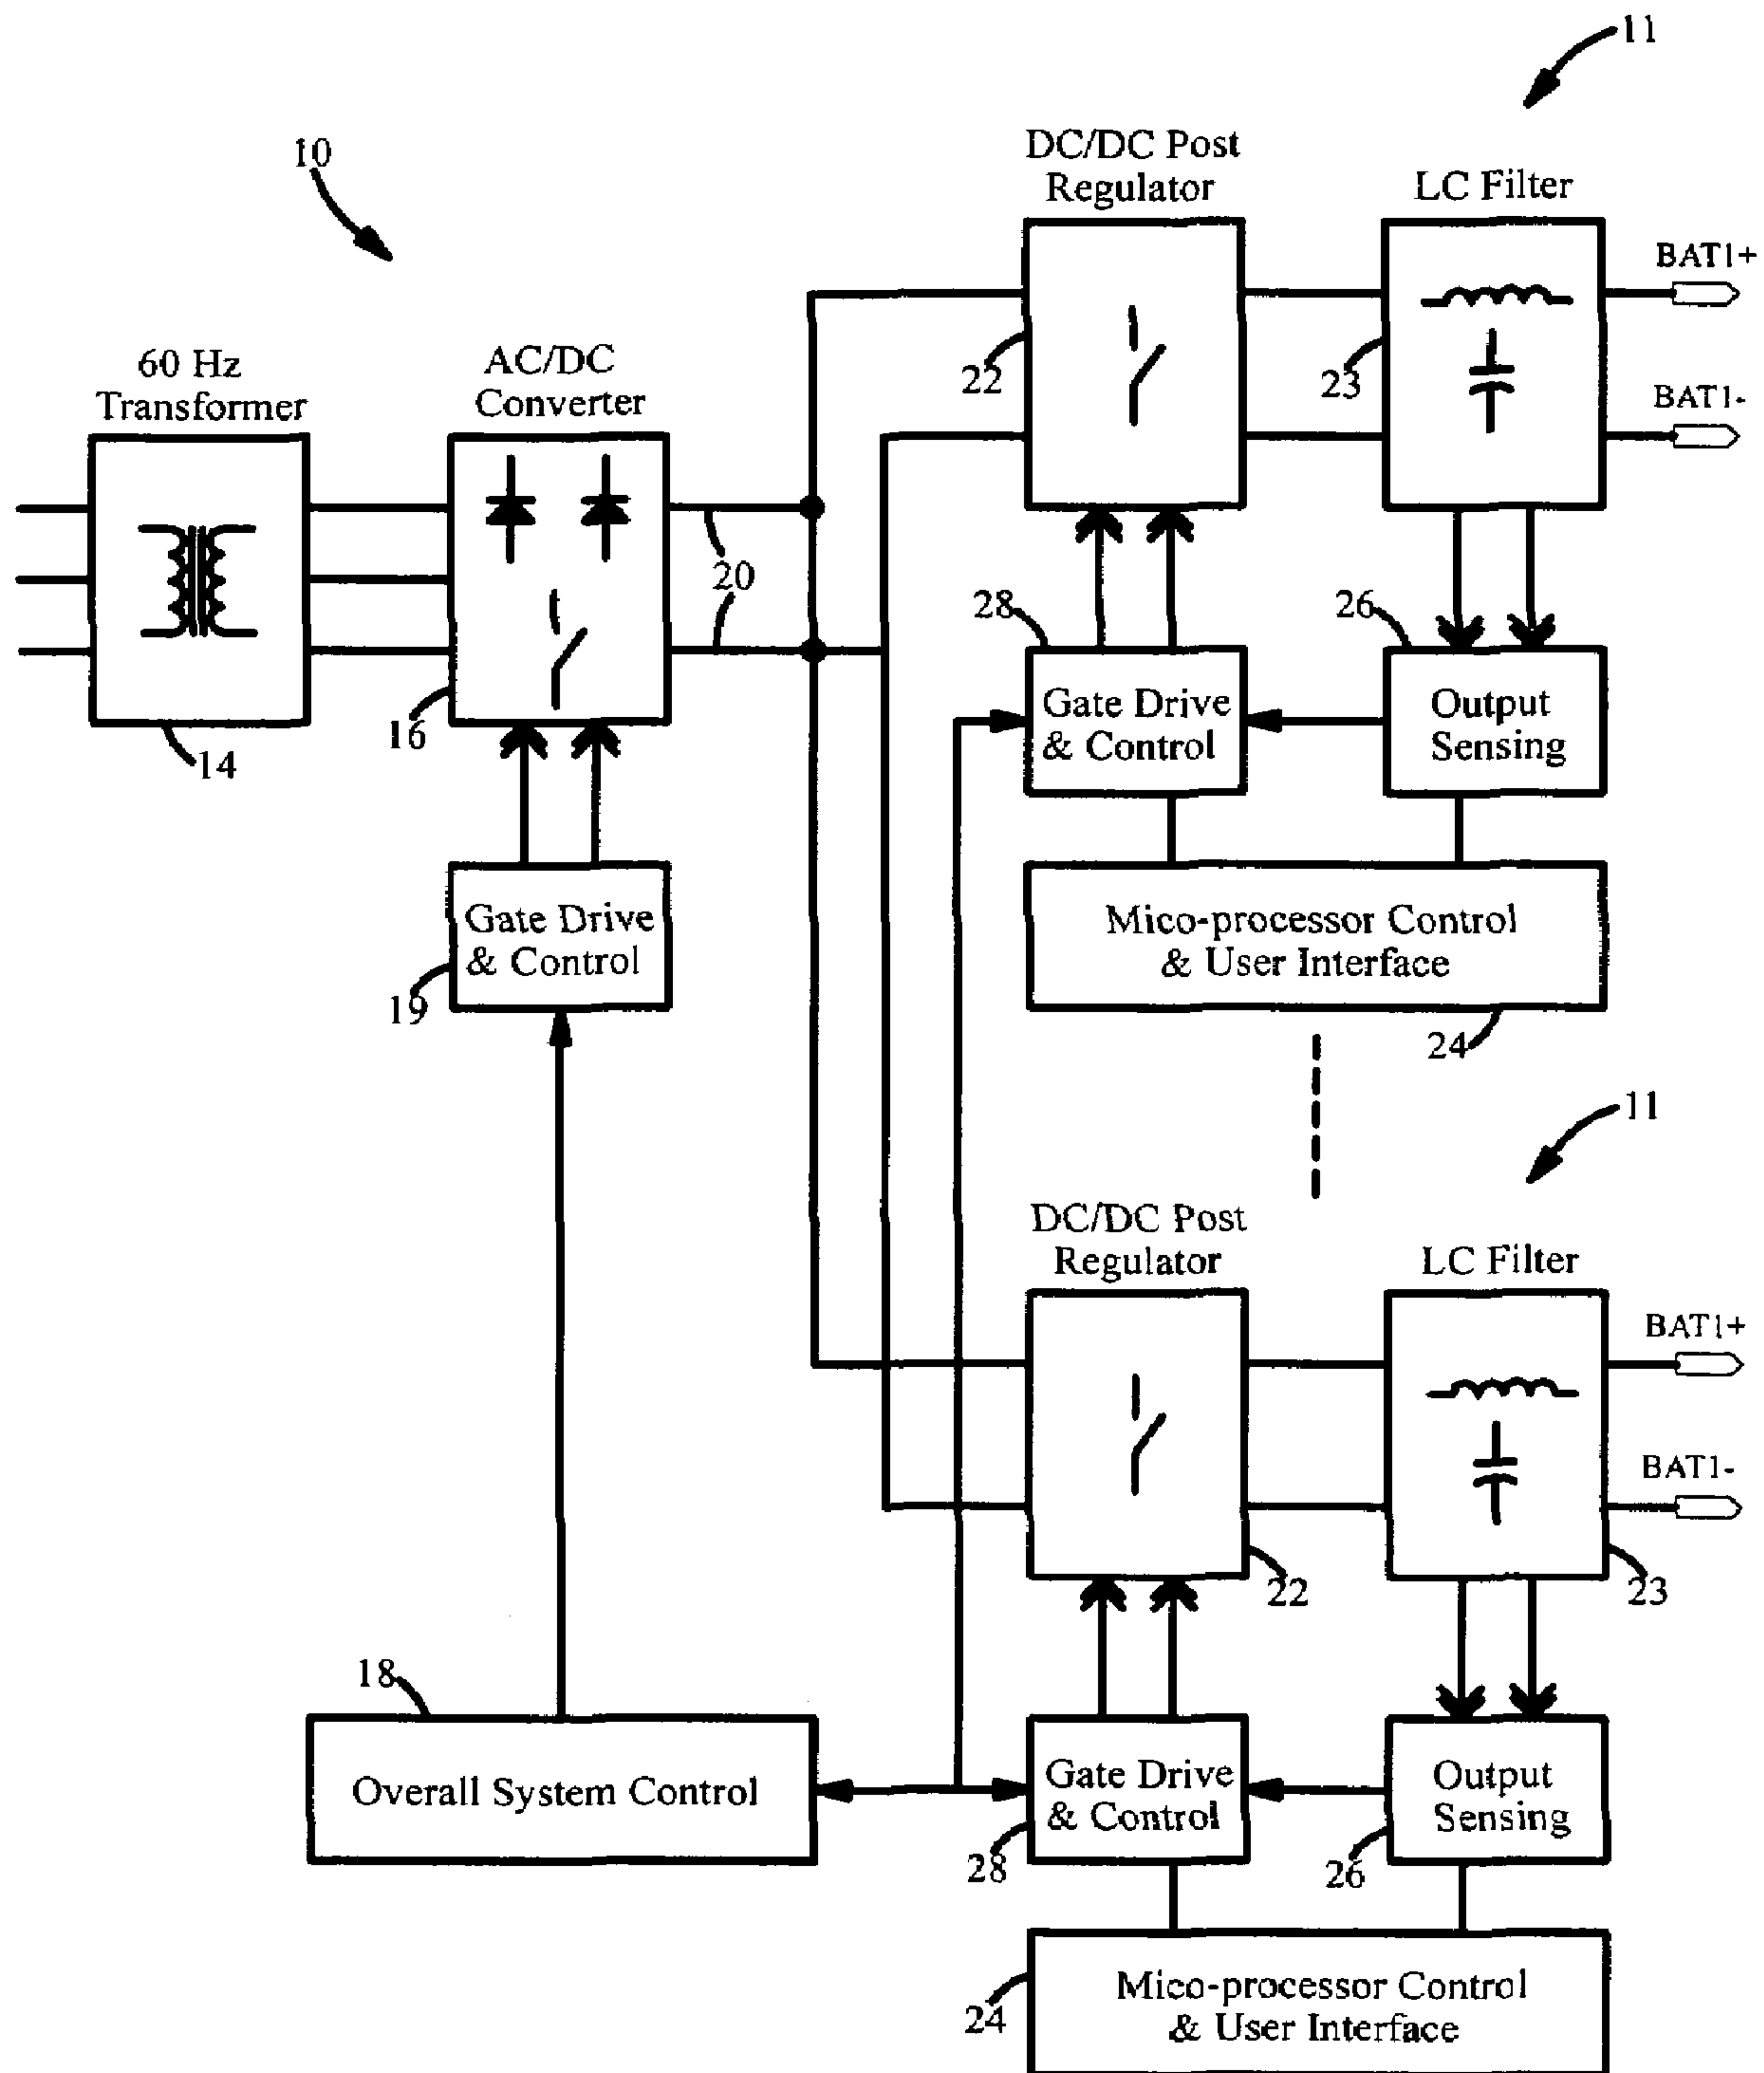 11
10
DC/DC Post
Regulator
LC Filter
BAT1+
60 Hz
Transformer
AC/DC
Converter
22
23
BAT1-
20
28
26
14
16
Gate Drive
& Control
Output
Sensing
Gate Drive
& Control
19
Mico-processor Control
& User Interface
24
11
DC/DC Post
Regulator
LC Filter
BAT1+
BAT1-
22
23
18
Overall System Control
Gate Drive
& Control
Output
Sensing
28
26
Mico-processor Control
& User Interface
24